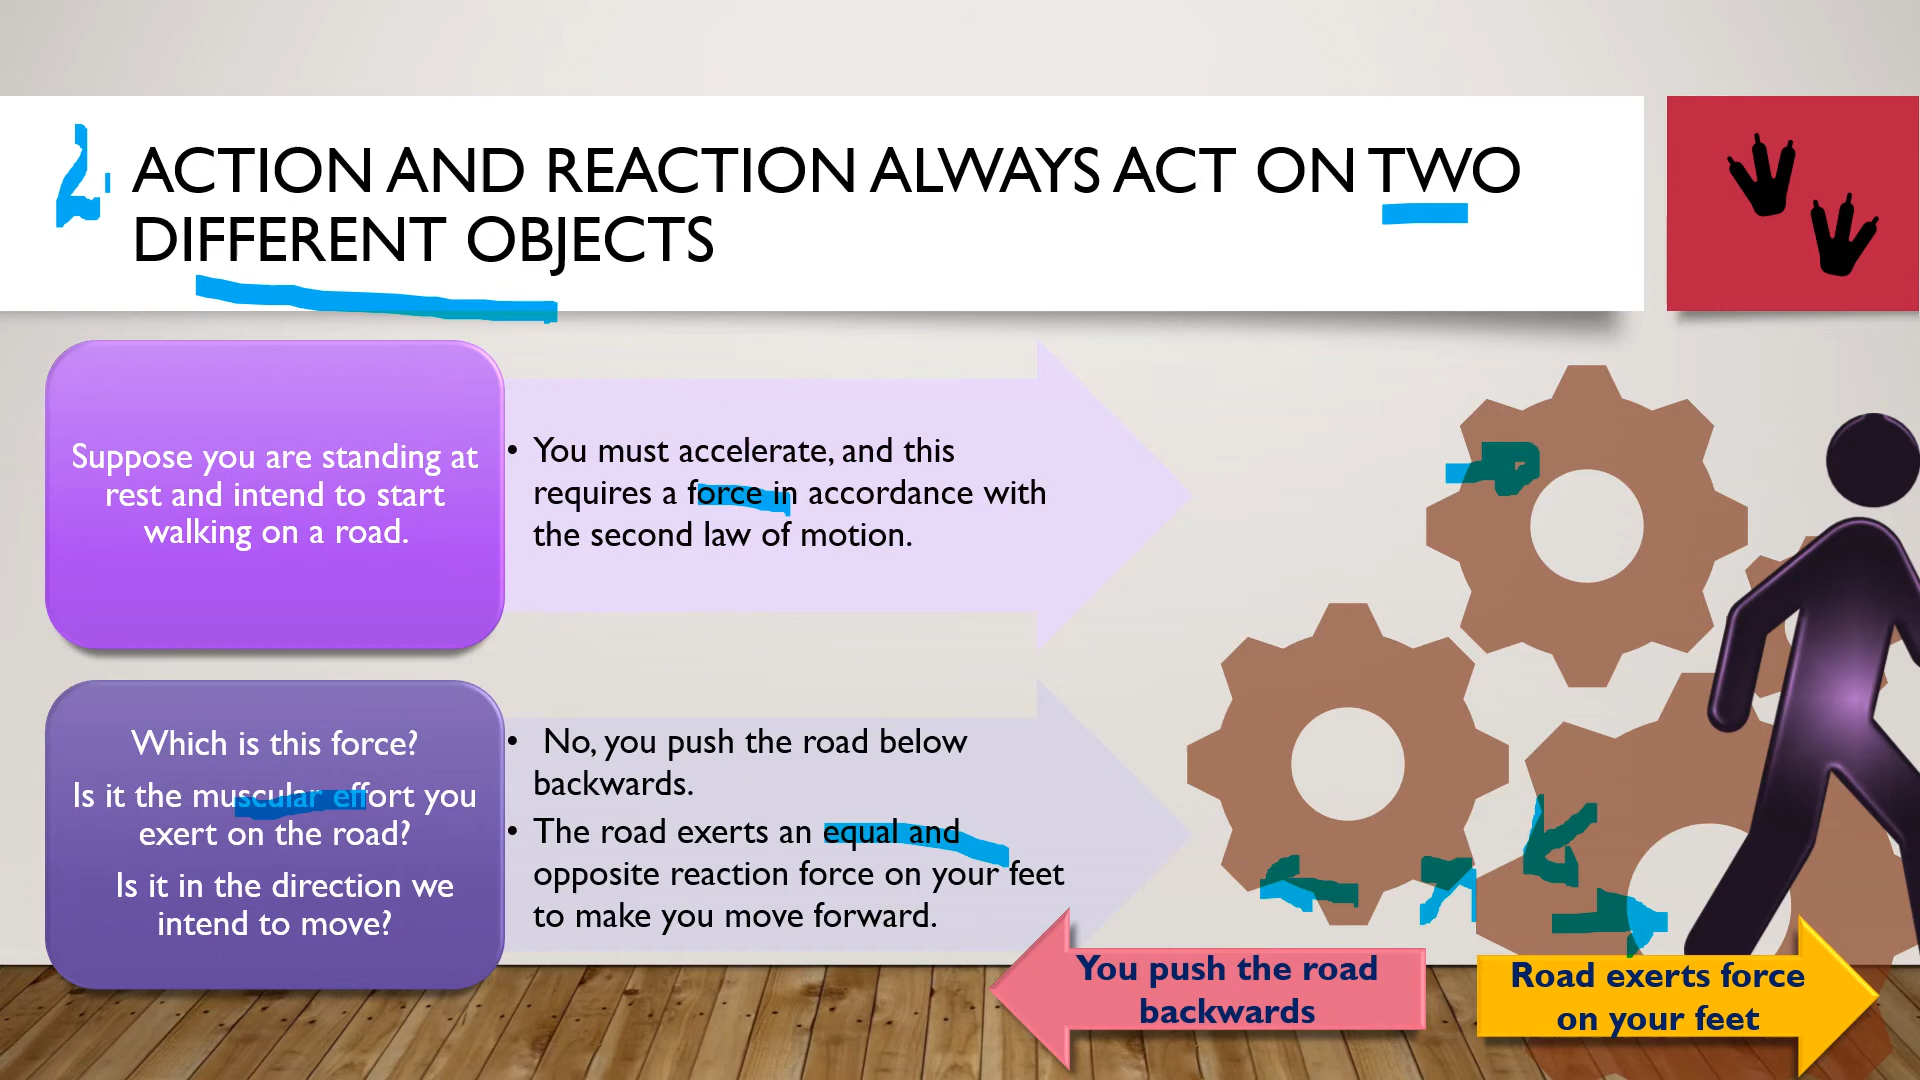 2.
ACTION AND REACTION ALWAYS ACT ON TWO
DIFFERENT OBJECTS
Suppose you are standing at
rest and intend to start
walking on a road.
• You must accelerate, and this
requires a force in accordance with
the second law of motion.
Which is this force?
Is it the muscular effort you
exert on the road?
Is it in the direction we
intend to move?
• No, you push the road below
backwards.
• The road exerts an equal and
opposite reaction force on your feet
to make you move forward.
You push the road
backwards
Road exerts force
on your feet